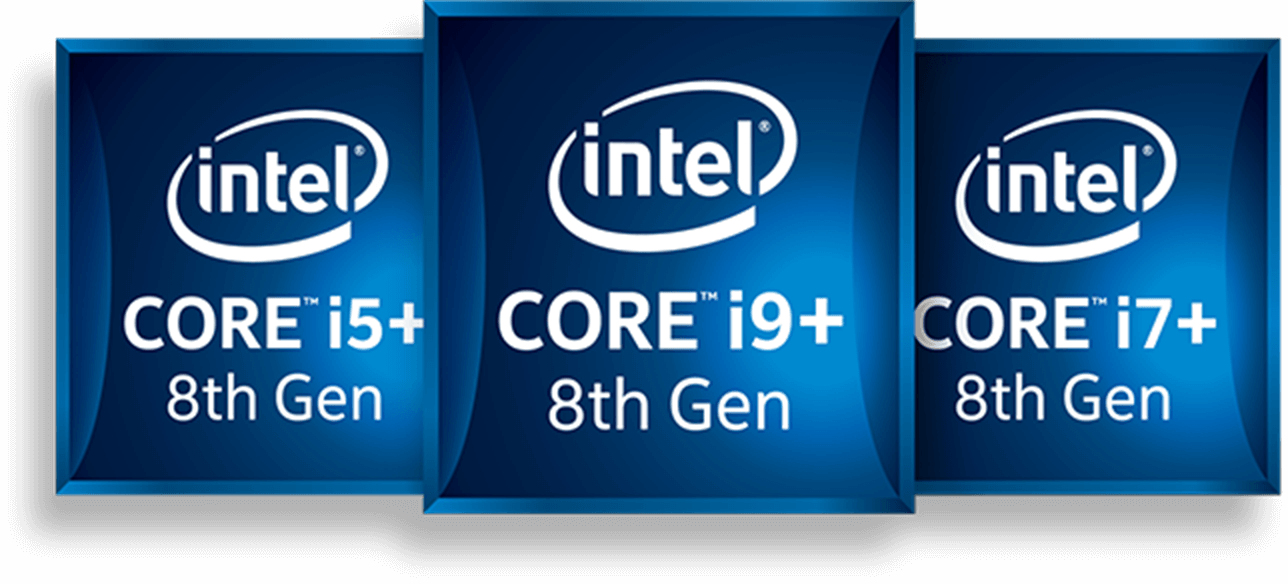 intel®
CORE™ i5+
8th Gen
intel®
CORE™ i9+
8th Gen
intel®
CORE™ i7+
8th Gen